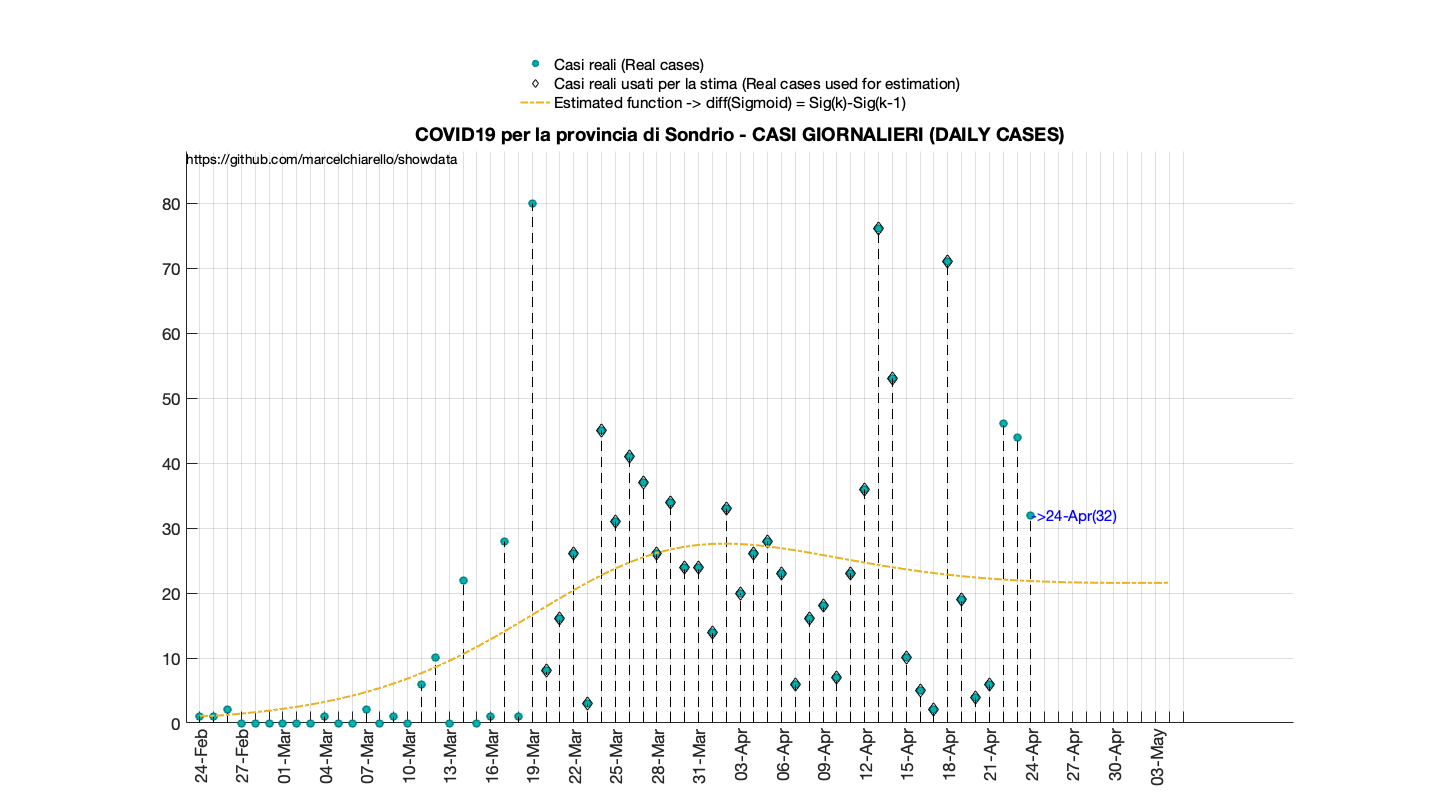 Casi reali (Real cases)
Casi reali usati per la stima (Real cases used for estimation)
Estimated function -> diff(Sigmoid) = Sig(k)-Sig(k-1)
COVID19 per la provincia di Sondrio - CASI GIORNALIERI (DAILY CASES)
https://github.com/marcelchiarello/showdata
80
70
60
50
40
30
20
10
0
->24-Apr(32)
24-Feb
27-Feb
01-Mar
04-Mar
07-Mar
10-Mar
13-Mar
16-Mar
19-Mar
22-Mar
25-Mar
28-Mar
31-Mar
03-Apr
06-Apr
09-Apr
12-Apr
15-Apr
18-Apr
21-Apr
24-Apr
27-Apr
30-Apr
03-May